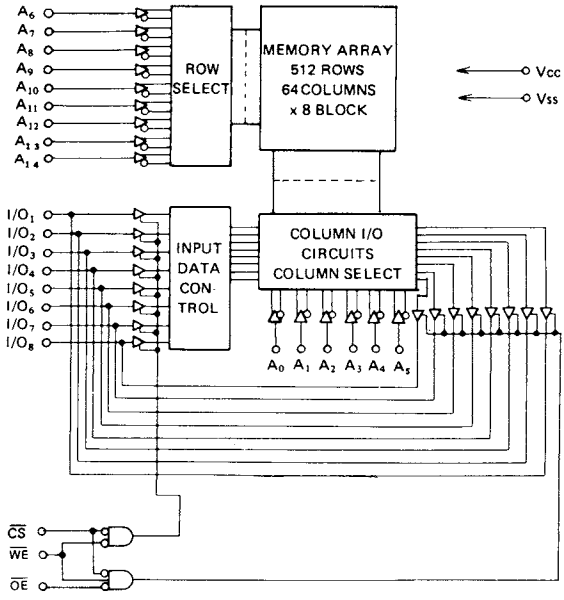 A6
A7
A8
A9
A10
A11
A12
A13
A14
ROW
SELECT
MEMORY ARRAY
512 ROWS
64 COLUMNS
x 8 BLOCK
Vcc
Vss
I/O1
I/O2
I/O3
I/O4
I/O5
I/O6
I/O7
I/O8
INPUT
DATA
CON-
TROL
COLUMN I/O
CIRCUITS
COLUMN SELECT
A0 A1 A2 A3 A4 A5
CS
WE
OE